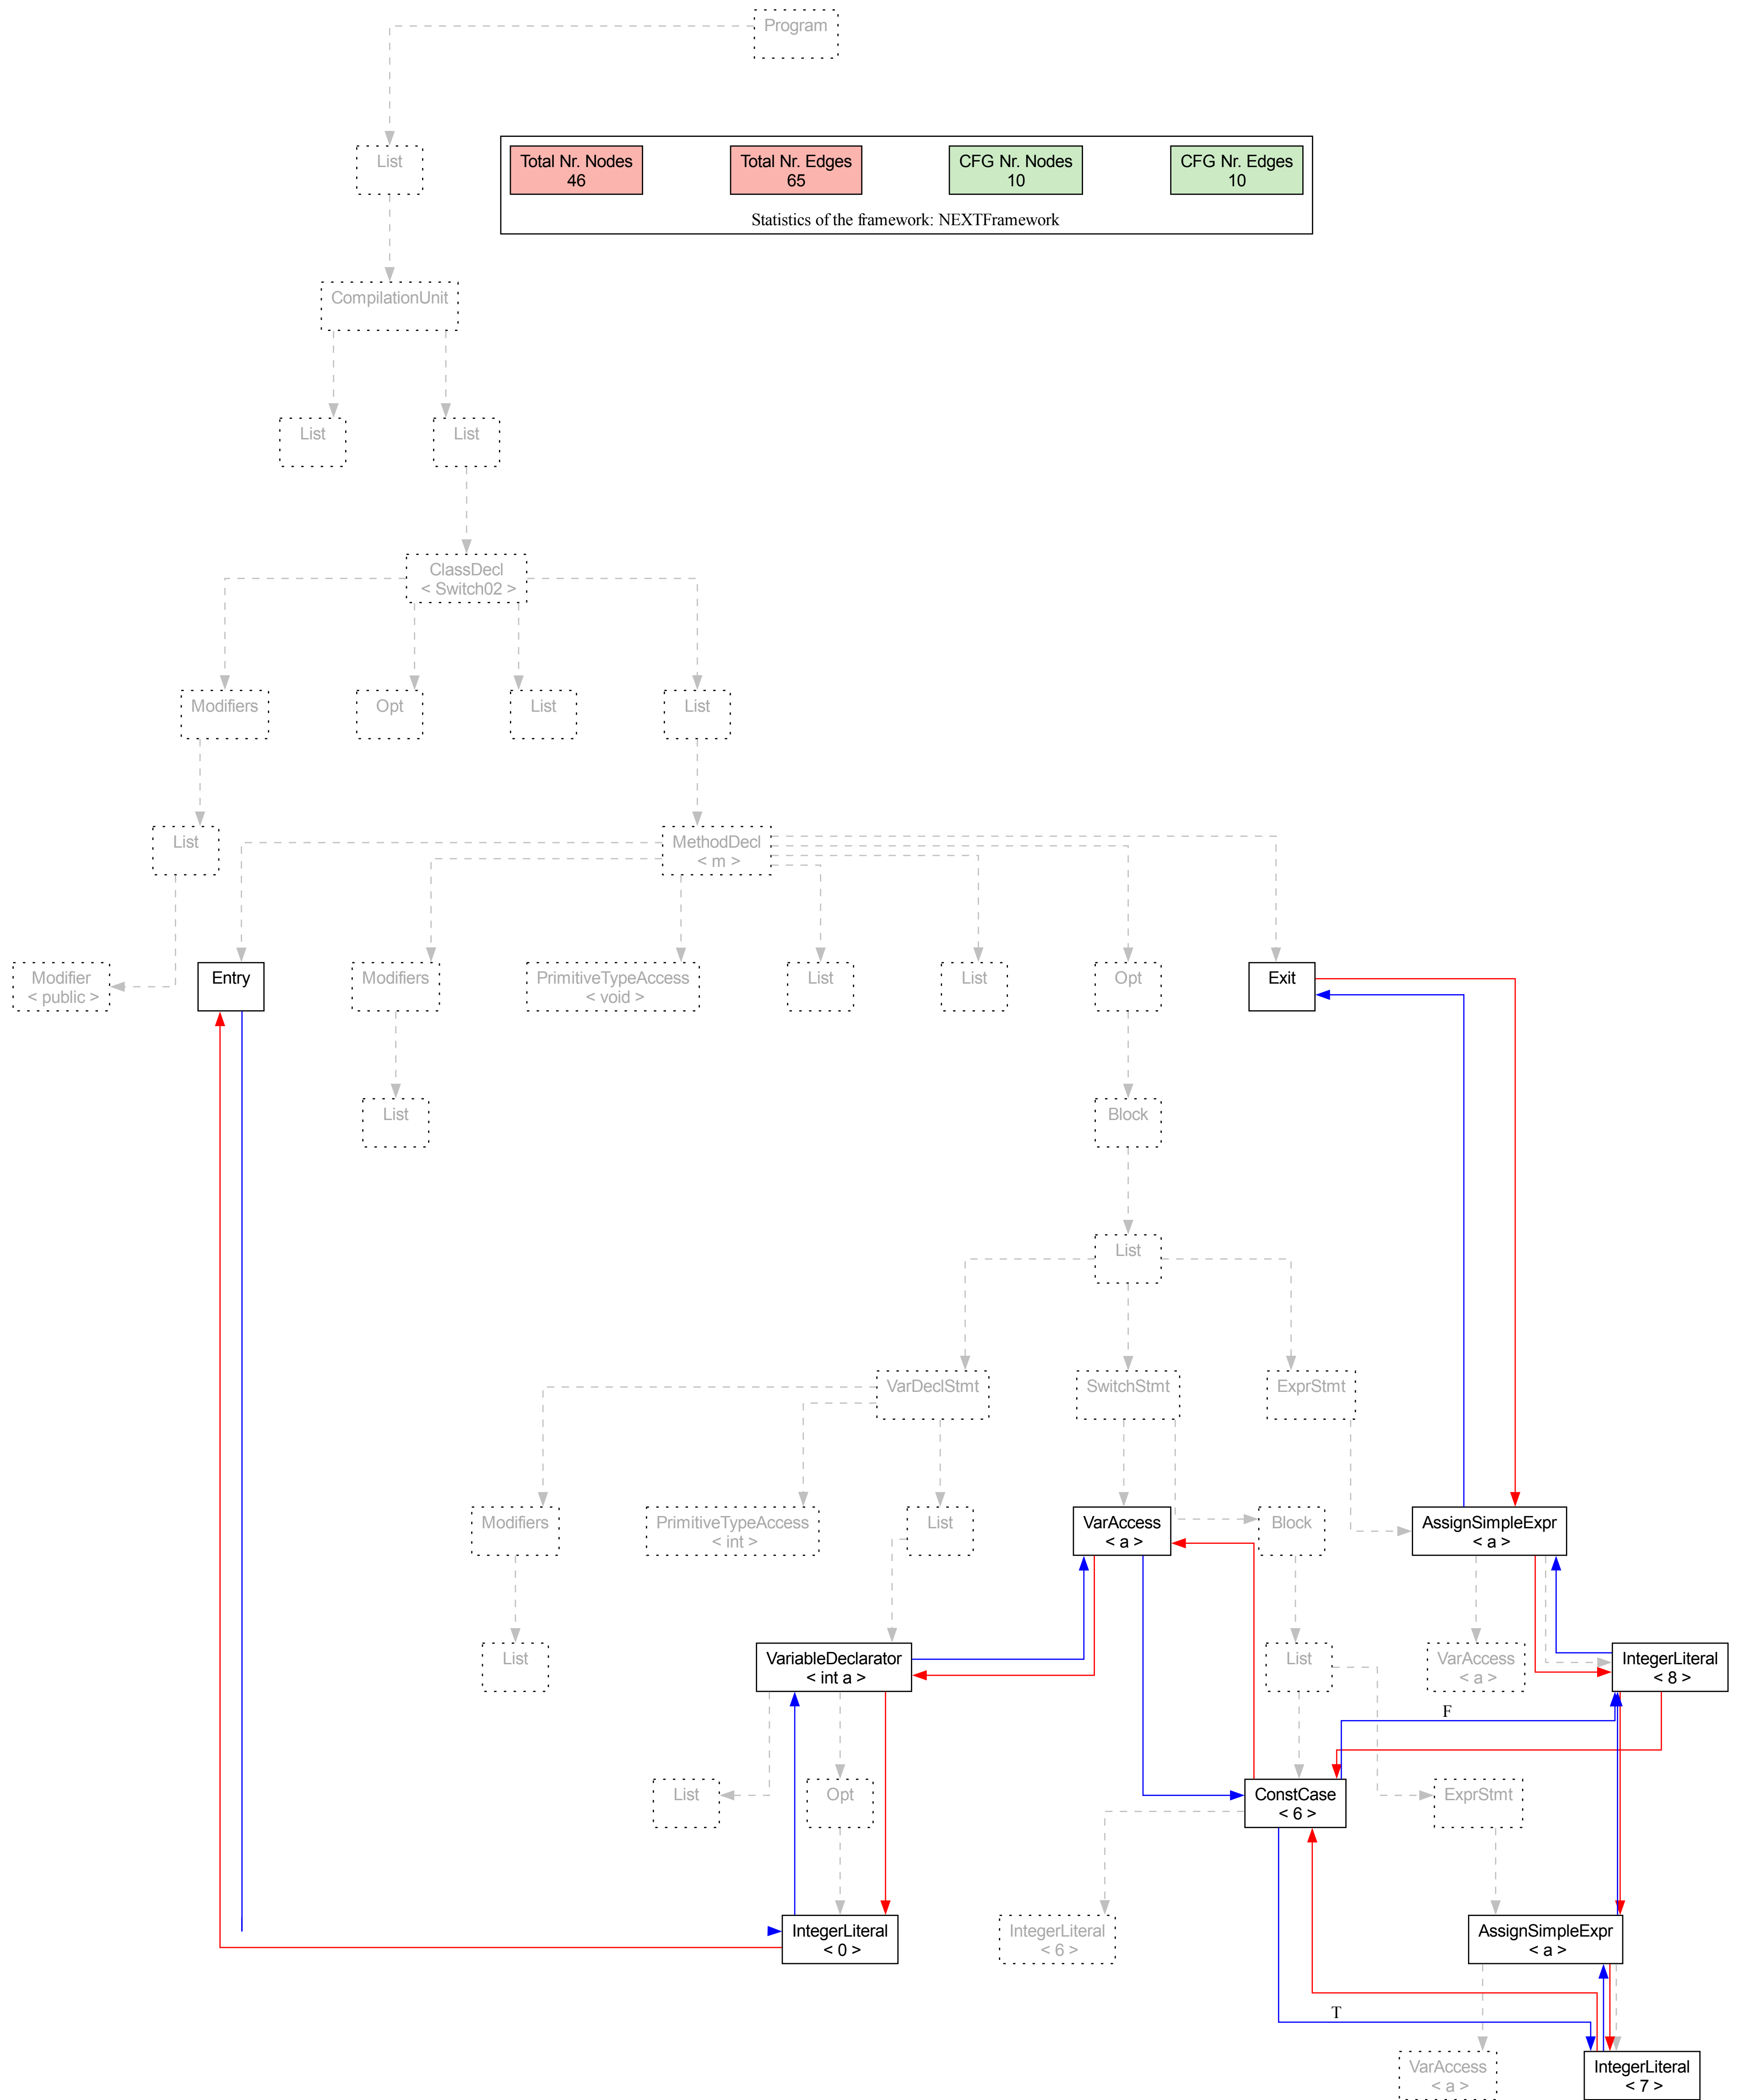 Program
List
Total Nr. Nodes
46
Total Nr. Edges
65
CFG Nr. Nodes
10
CFG Nr. Edges
10
Statistics of the framework: NEXTFramework
CompilationUnit
List
List
ClassDecl
< Switch02 >
Modifiers
Opt
List
List
List
MethodDecl
< m >
Modifier
< public >
Entry
Modifiers
PrimitiveTypeAccess
< void >
List
List
Opt
Exit
List
Block
List
VarDeclStmt
SwitchStmt
ExprStmt
Modifiers
PrimitiveTypeAccess
< int >
List
VarAccess
< a >
Block
AssignSimpleExpr
< a >
List
VariableDeclarator
< int a >
List
VarAccess
< a >
IntegerLiteral
< 8 >
F
List
Opt
ConstCase
< 6 >
ExprStmt
IntegerLiteral
< 0 >
IntegerLiteral
< 6 >
AssignSimpleExpr
< a >
T
VarAccess
< a >
IntegerLiteral
< 7 >